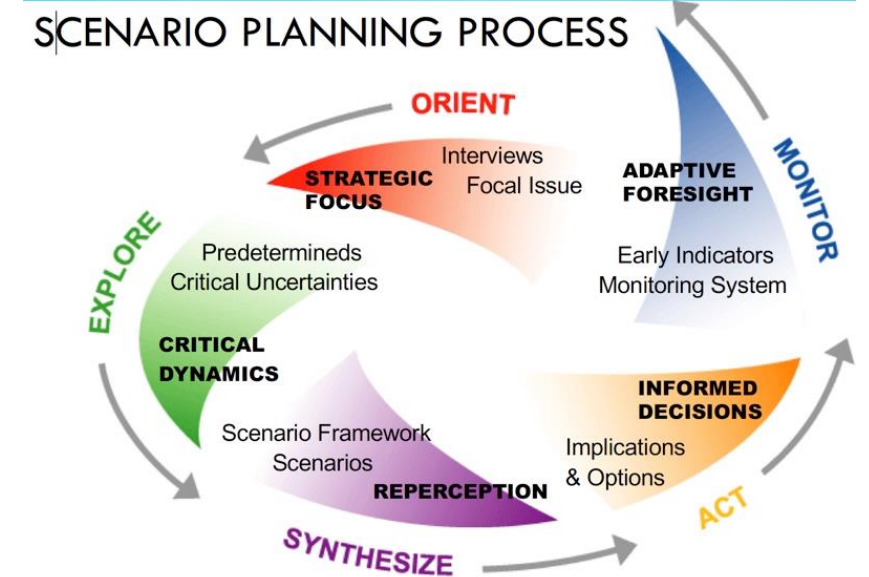 SCENARIO PLANNING PROCESS
ORIENT
Interviews
Focal Issue
STRATEGIC
FOCUS
EXPLORE
Predetermineds
Critical Uncertainties
CRITICAL
DYNAMICS
Scenario Framework
Scenarios
REPERCEPTION
SYNTHESIZE
INFORMED
DECISIONS
Implications
& Options
ACT
ADAPTIVE
FORESIGHT
Early Indicators
Monitoring System
MONITOR